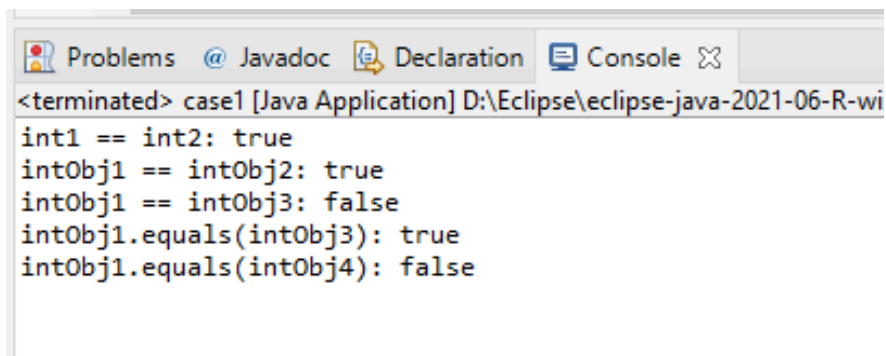 Problems @ Javadoc Declaration Console
<terminated> case1 [Java Application] D:\Eclipse\eclipse-java-2021-06-R-wi
int1 == int2: true
intObj1 == intObj2: true
intObj1 == intObj3: false
intObj1.equals(intObj3): true
intObj1.equals(intObj4): false